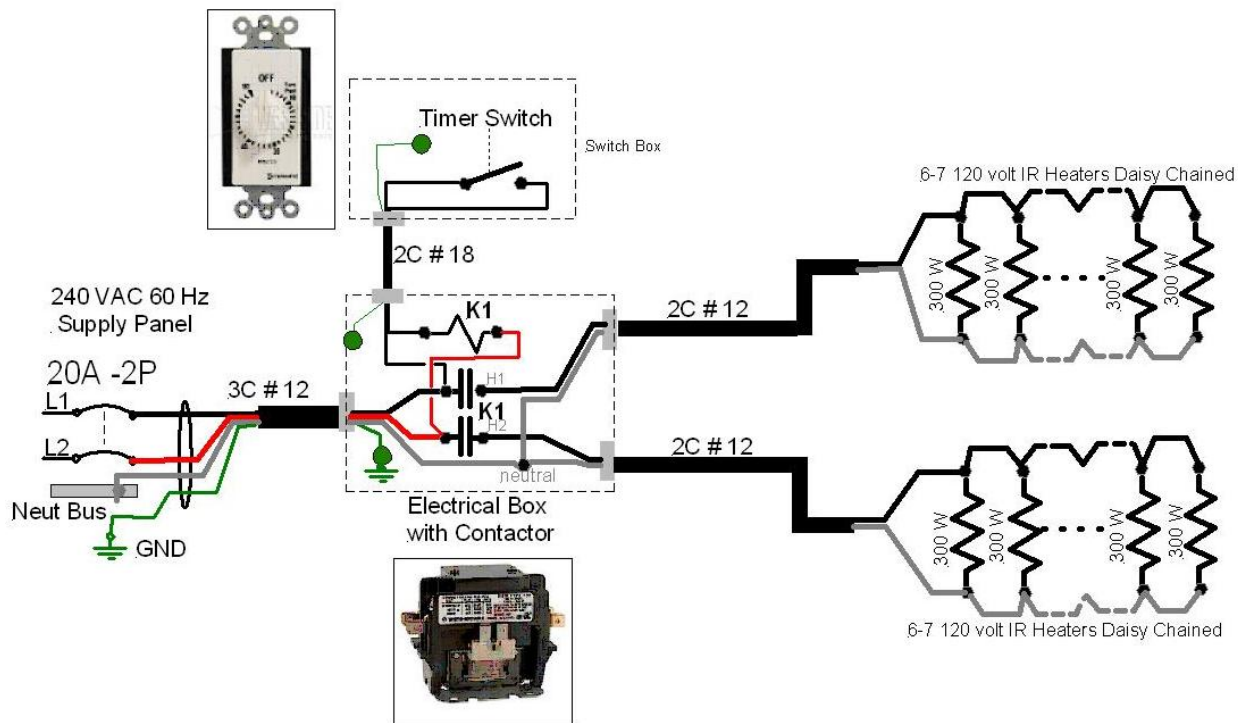 OFF
Timer Switch
Switch Box
2C # 18
240 VAC 60 Hz
Supply Panel
20A -2P
L1
L2
Neut Bus
GND
3C # 12
K1
H1
K1
H2
neutral
Electrical Box
with Contactor
2C # 12
2C # 12
6-7 120 volt IR Heaters Daisy Chained
300 W
300 W
300 W
300 W
300 W
300 W
300 W
300 W
6-7 120 volt IR Heaters Daisy Chained